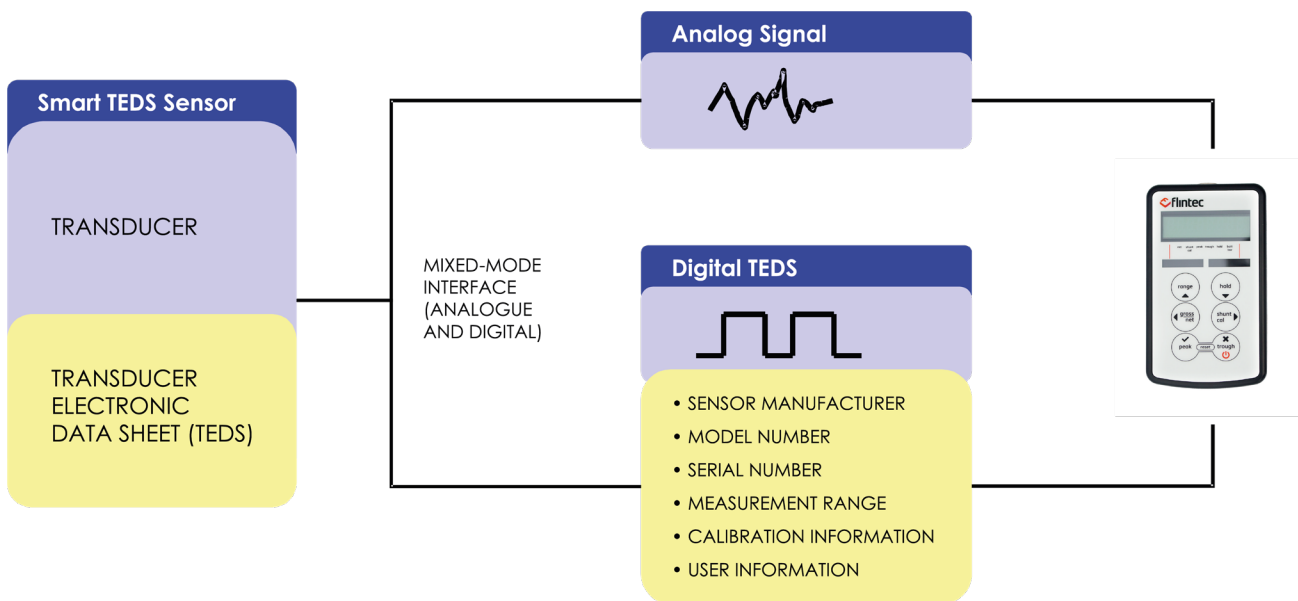 Smart TEDS Sensor
TRANSDUCER
TRANSDUCER
ELECTRONIC
DATA SHEET (TEDS)
MIXED-MODE
INTERFACE
(ANALOGUE
AND DIGITAL)
Analog Signal
Digital TEDS
• SENSOR MANUFACTURER
• MODEL NUMBER
• SERIAL NUMBER
• MEASUREMENT RANGE
• CALIBRATION INFORMATION
• USER INFORMATION
flintec
range
hold
gross
net
shunt
cal
peak
reset
trough